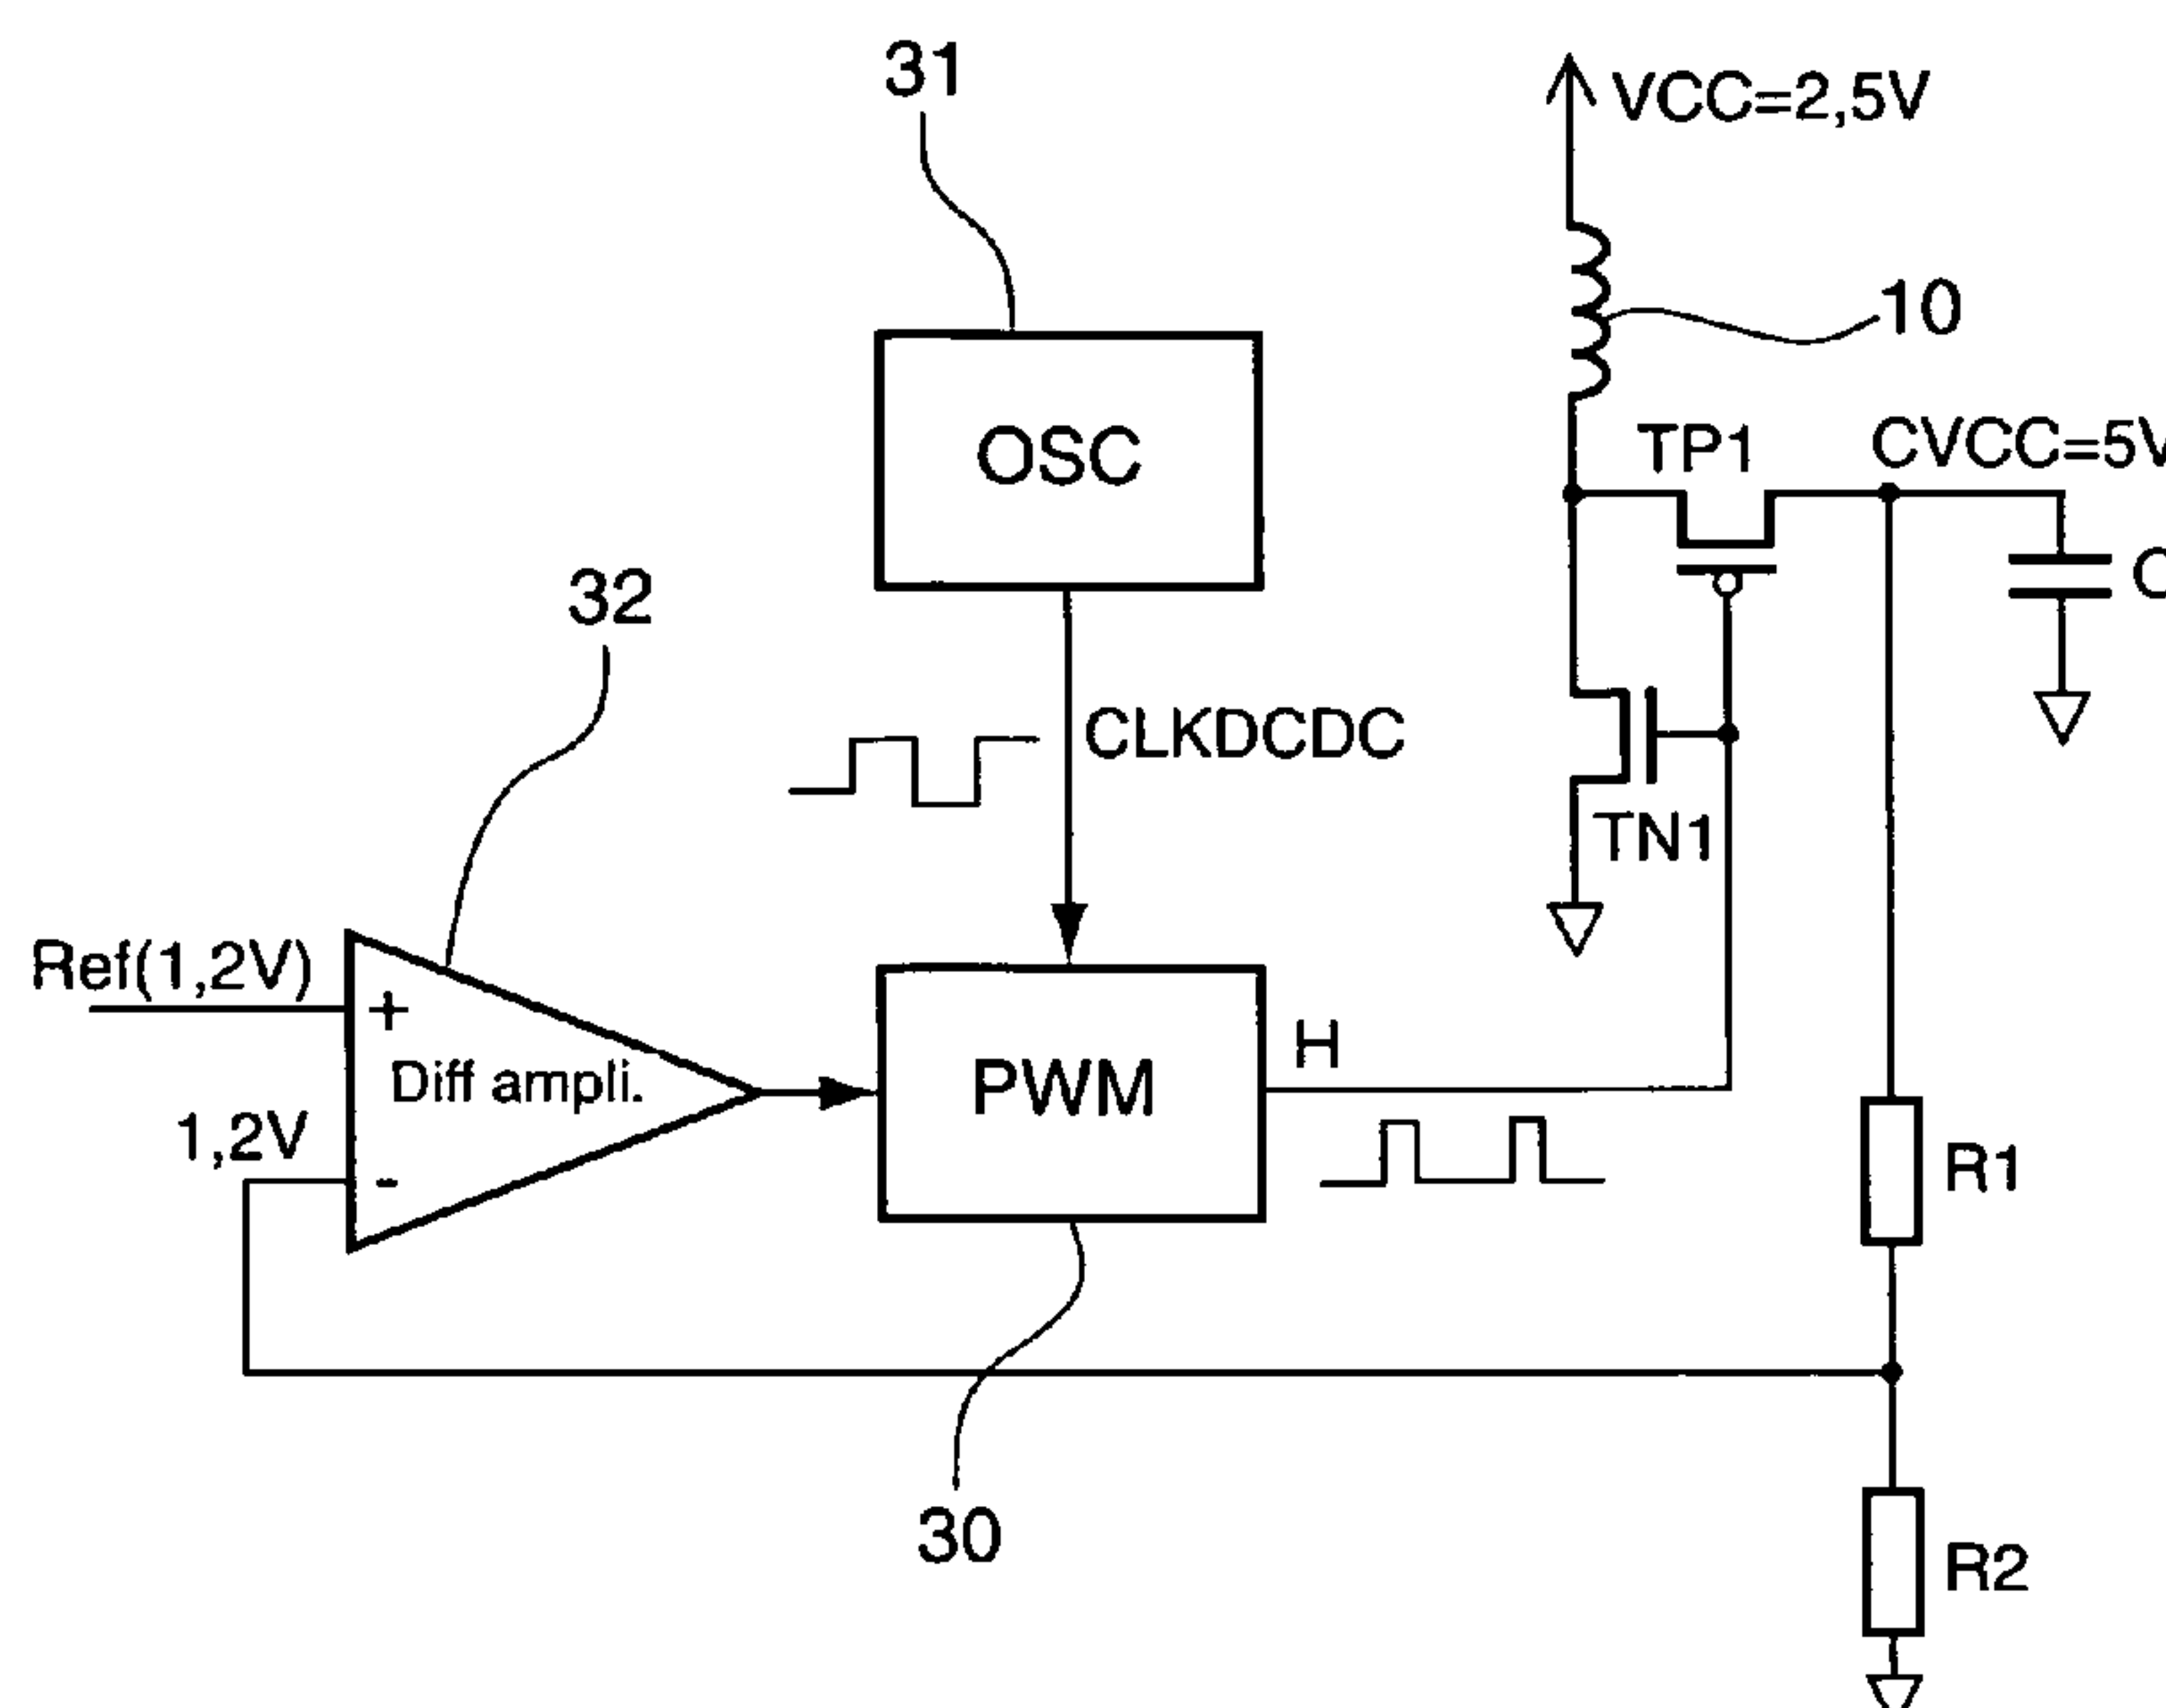 31
VCC=2,5V
10
OSC
TP1
CVCC=5V
32
CLKDCDC
TN1
Ref(1,2V)
+
Diff ampli.
PWM
H
1,2V
-
R1
30
R2